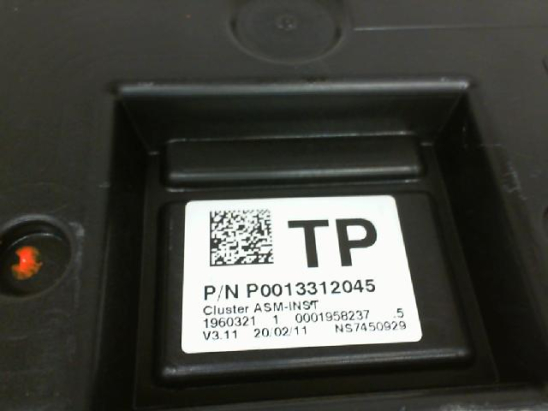 TP
P/N P0013312045
Cluster ASM-INST
1960321 1 0001958237 .5
V3.11 20/02/11 NS7450929